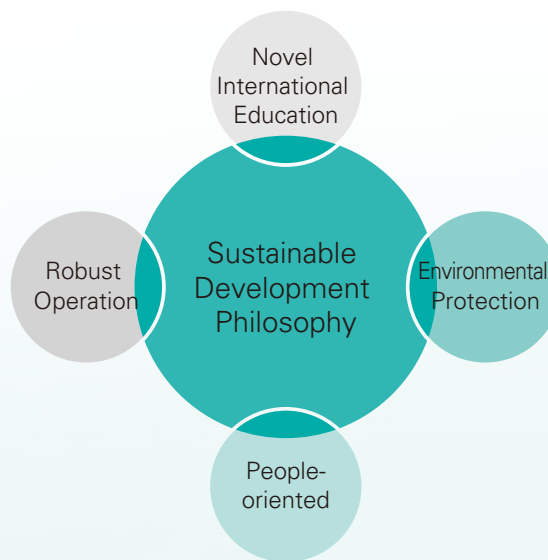 Novel
International
Education
Robust
Operation
Sustainable
Development
Philosophy
Environmental
Protection
People-
oriented